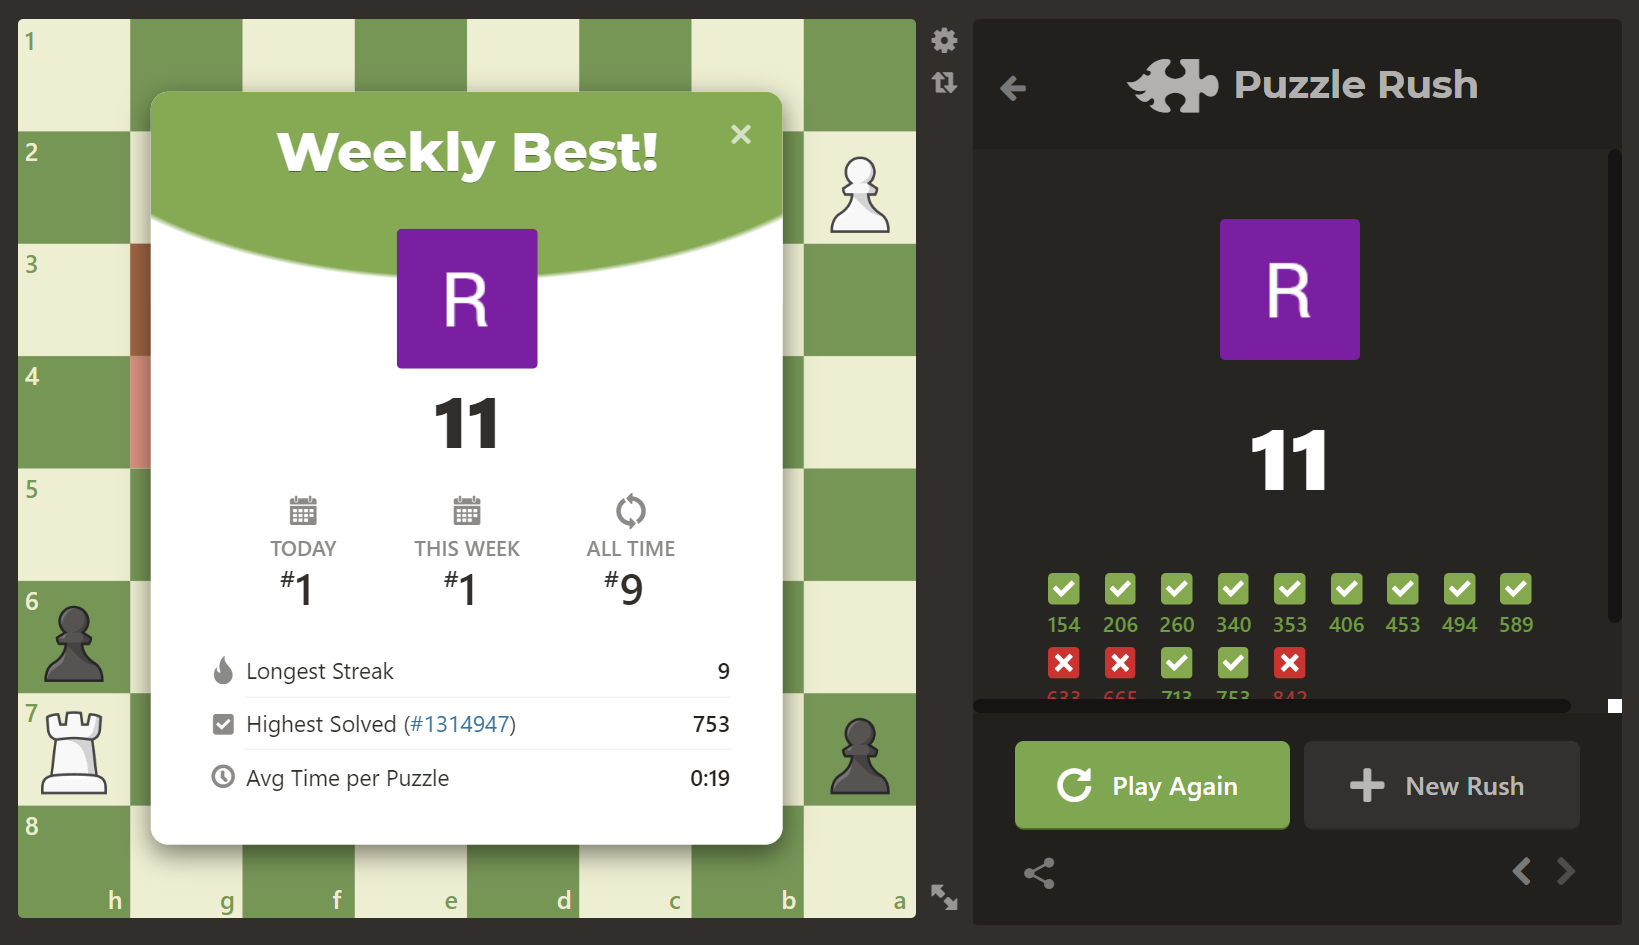 1
2
3
4
5
6
7
8
h g f e d c b a
Weekly Best!
R
11
TODAY THIS WEEK ALL TIME
#1 #1 #9
Longest Streak 9
Highest Solved (#1314947) 753
Avg Time per Puzzle 0:19
Puzzle Rush
R
11
154 206 260 340 353 406 453 494 589
633 665 713 753 842
Play Again New Rush